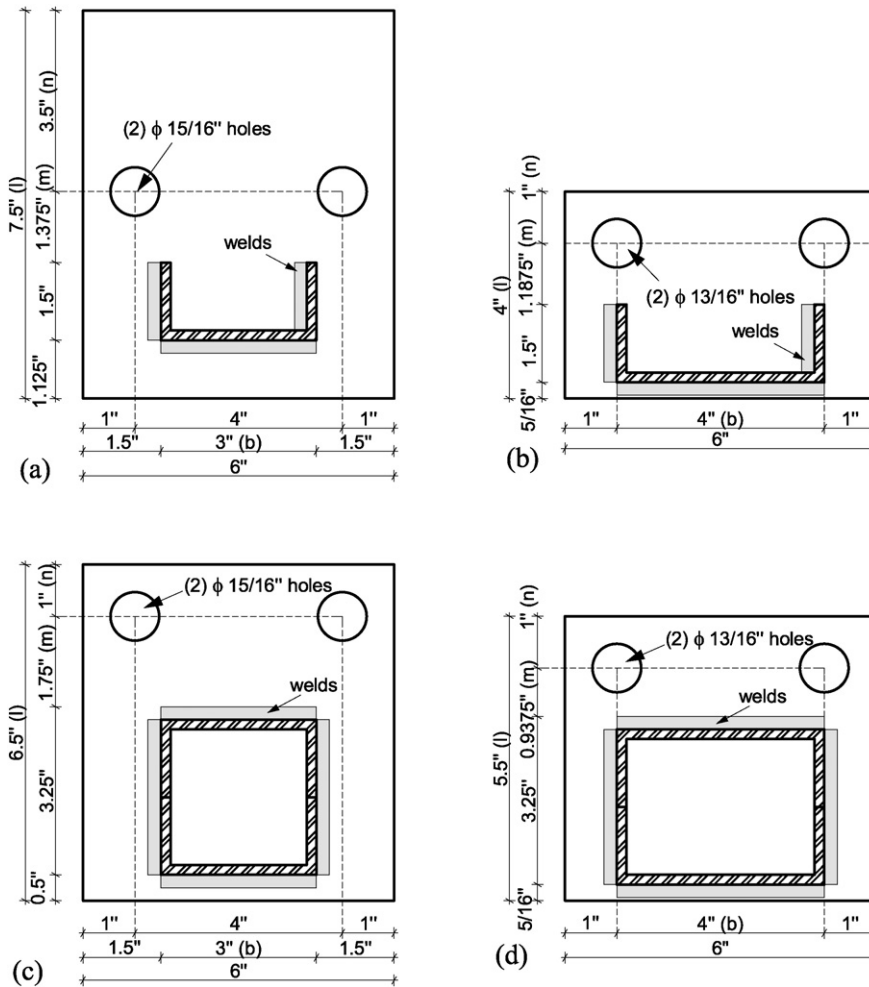 (2) ϕ 15/16" holes
7.5" (l)
3.5" (n)
1.375" (m)
1.5"
1.125"
welds
1" 4" 1"
1.5" 3" (b) 1.5"
6"
(a)
4" (l)
1" (n)
1.1875" (m)
1.5"
5/16"
(2) ϕ 13/16" holes
welds
1" 4" (b) 1"
6"
(b)
6.5" (l)
1" (n)
1.75" (m)
3.25"
0.5"
(2) ϕ 15/16" holes
welds
1" 4" 1"
1.5" 3" (b) 1.5"
6"
(c)
5.5" (l)
1" (n)
0.9375" (m)
3.25"
5/16"
(2) ϕ 13/16" holes
welds
1" 4" (b) 1"
6"
(d)